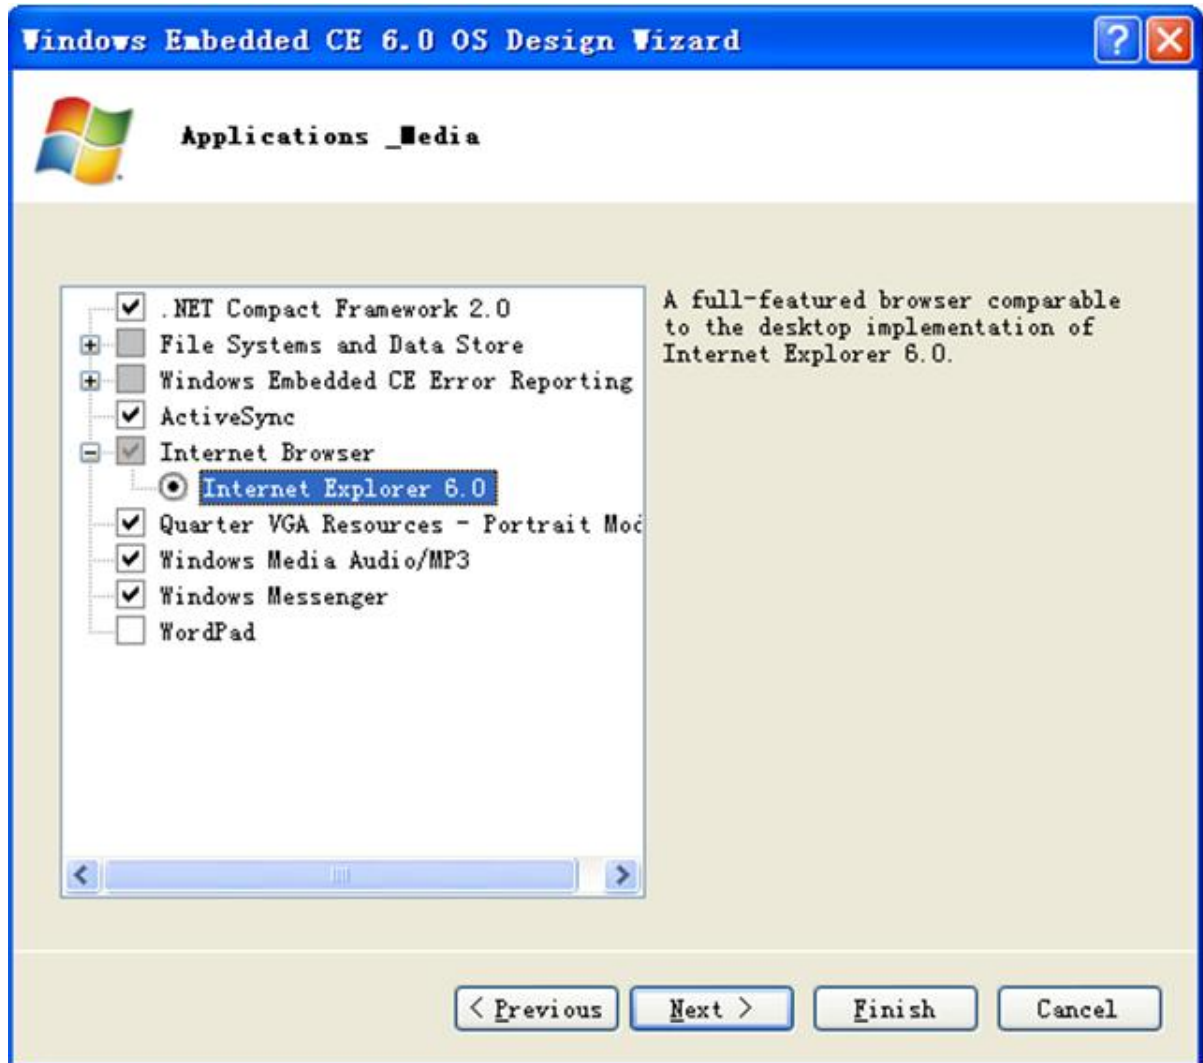 Windows Embedded CE 6.0 OS Design Wizard
Applications _Media
.NET Compact Framework 2.0
File Systems and Data Store
Windows Embedded CE Error Reporting
ActiveSync
Internet Browser
Internet Explorer 6.0
Quarter VGA Resources - Portrait Mod
Windows Media Audio/MP3
Windows Messenger
WordPad
A full-featured browser comparable
to the desktop implementation of
Internet Explorer 6.0.
< Previous
Next >
Finish
Cancel